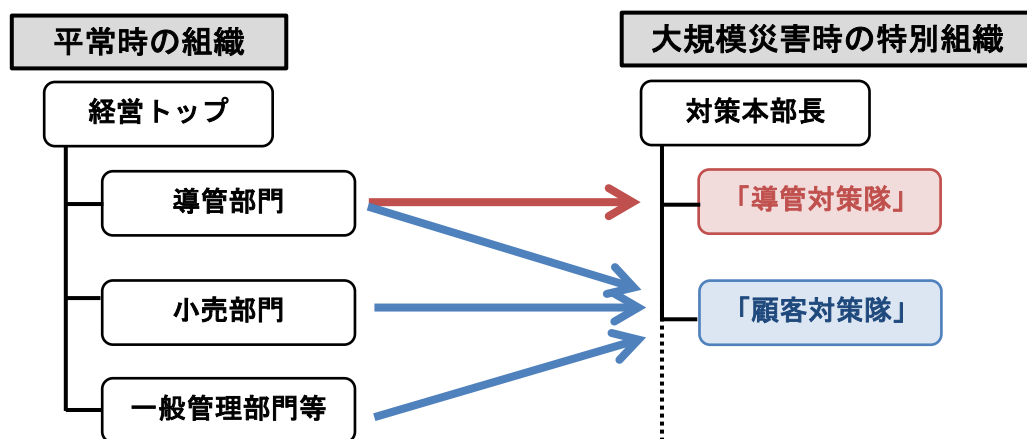 平常時の組織
大規模災害時の特別組織
経営トップ
対策本部長
導管部門
「導管対策隊」
小売部門
「顧客対策隊」
一般管理部門等